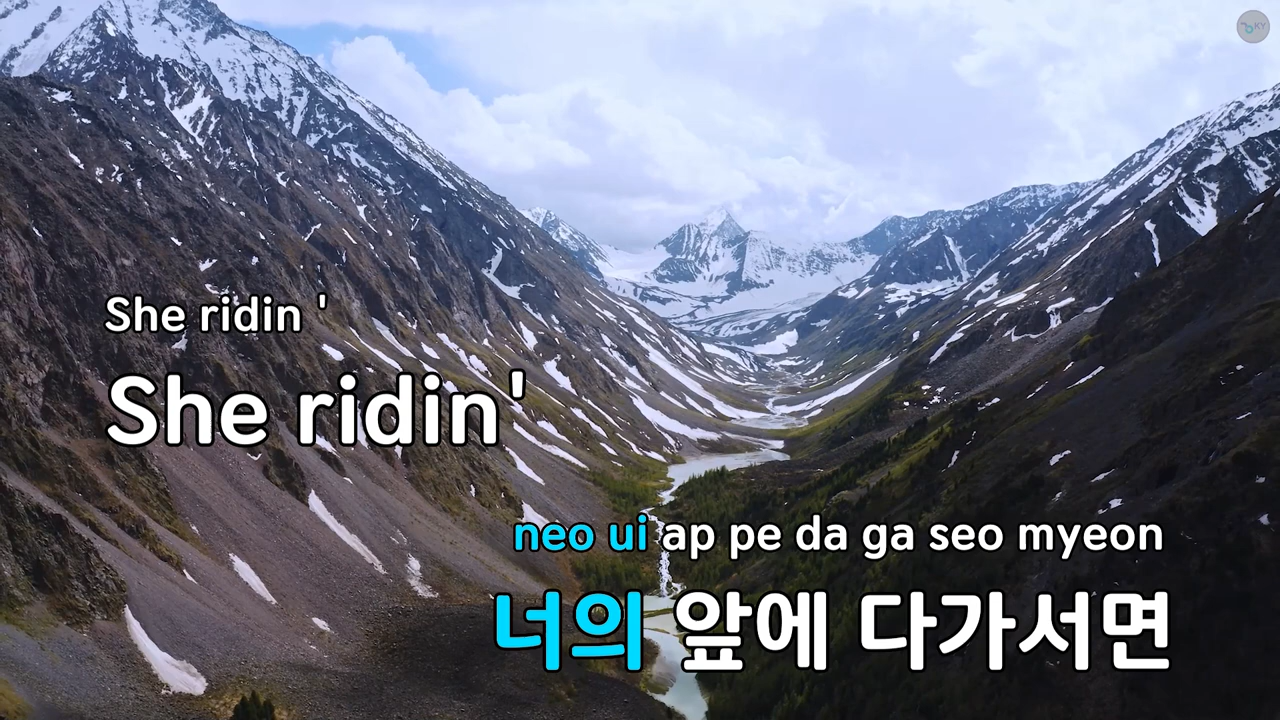 KY
She ridin '
She ridin'
neo ui ap pe da ga seo myeon
너의 앞에 다가서면